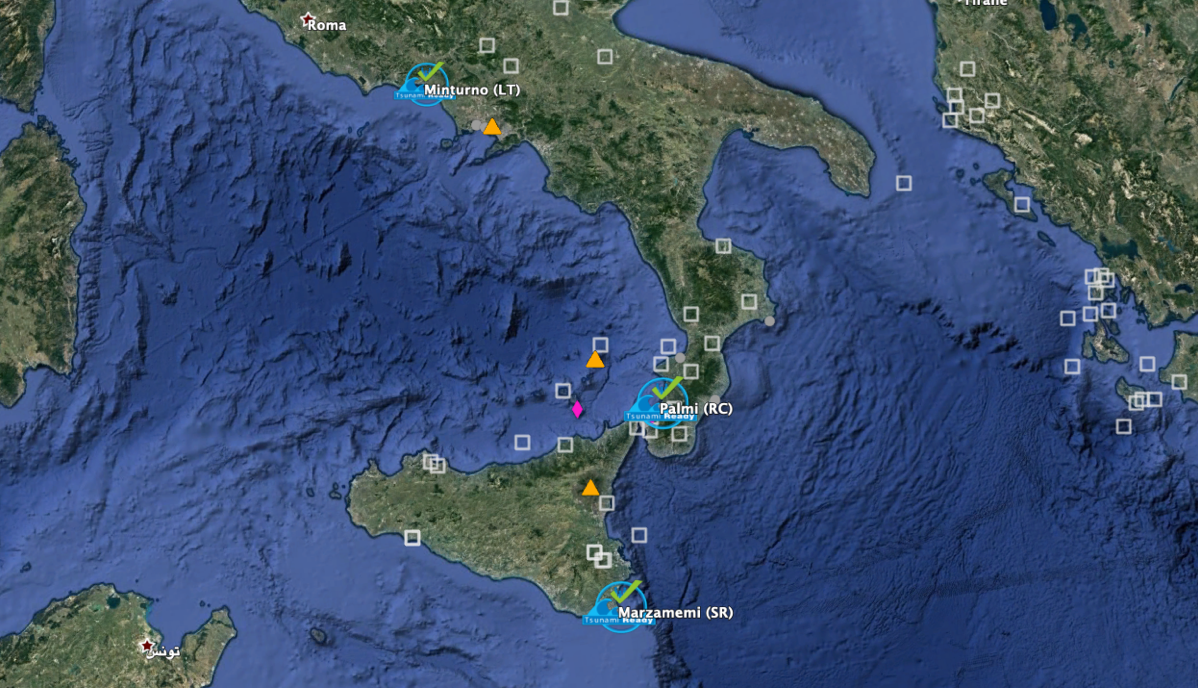 Tirane
Roma
Minturno (LT)
Tsunami Ready
Palmi (RC)
Tsunami Ready
Marzamemi (SR)
Tsunami Ready
تونس